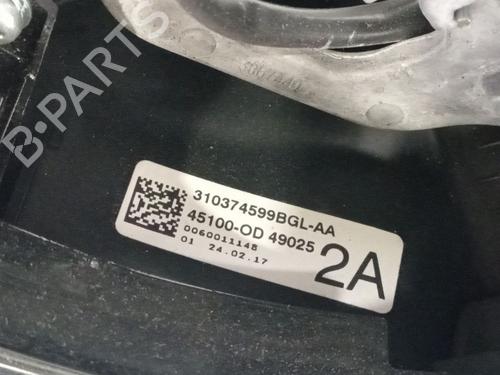 B-PARTS
310374599BGL-AA
45100-OD 49025
0060011148
01 24.02.17
2A